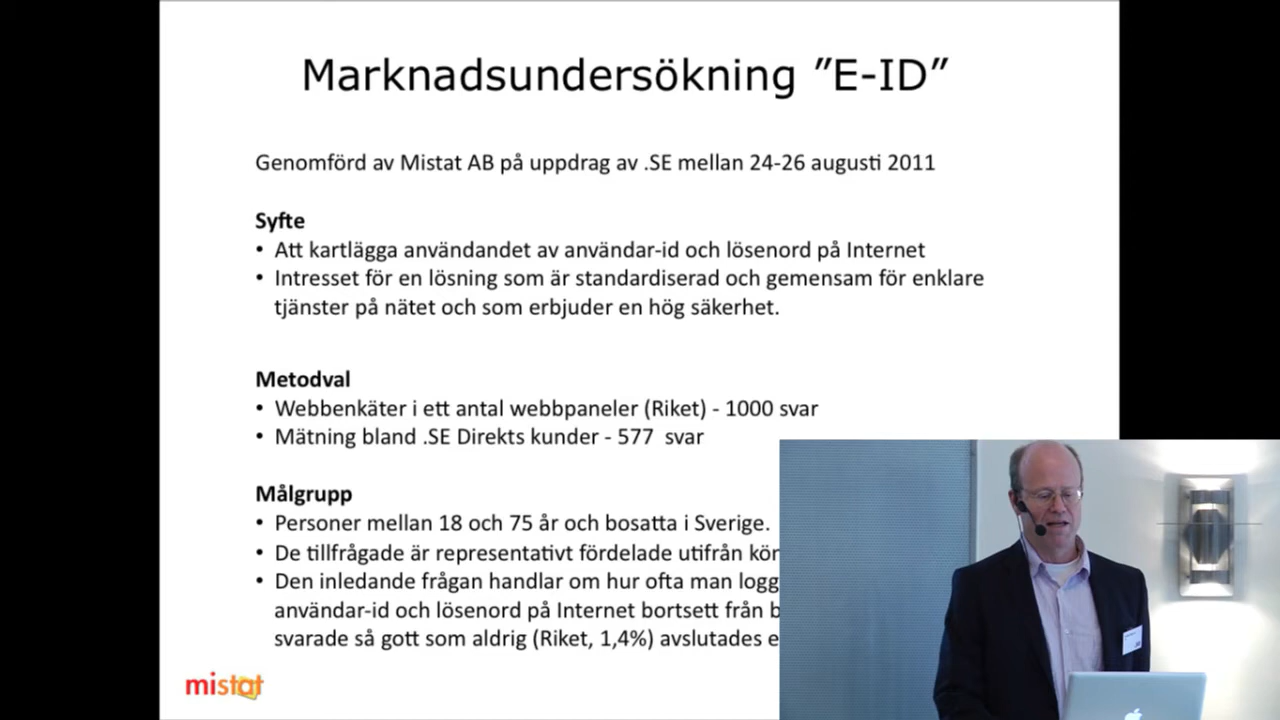 Marknadsundersökning ”E-ID”
Genomförd av Mistat AB på uppdrag av .SE mellan 24-26 augusti 2011
Syfte
• Att kartlägga användandet av användar-id och lösenord på Internet
• Intresset för en lösning som är standardiserad och gemensam för enklare
tjänster på nätet och som erbjuder en hög säkerhet.
Metodval
• Webbenkäter i ett antal webbpaneler (Riket) - 1000 svar
• Mätning bland .SE Direkts kunder - 577 svar
Målgrupp
• Personer mellan 18 och 75 år och bosatta i Sverige.
• De tillfrågade är representativt fördelade utifrån
• Den inledande frågan handlar om hur ofta man
användar-id och lösenord på Internet bortsett från
svarade så gott som aldrig (Riket, 1,4%) avslutades
mistat